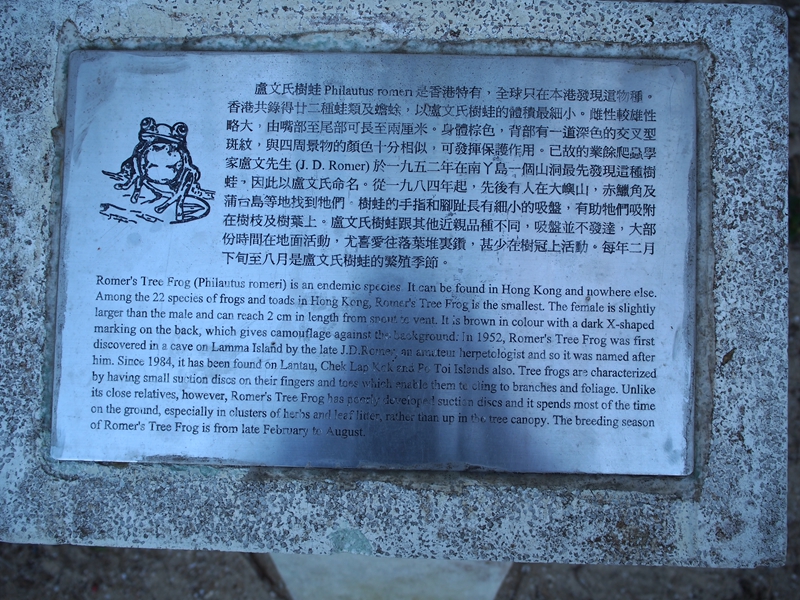 盧文氏樹蛙 Philautus romeri 是香港特有，全球只在本港發現這物種。
香港共錄得廿二種蛙類及蟾蜍，以盧文氏樹蛙的體積最細小。雌性較雄性
略大，由嘴部至尾部可長至兩厘米。身體棕色，背部有一道深色的交叉型
斑紋，與四周景物的顏色十分相似，可發揮保護作用。已故的業餘爬蟲學
家盧文先生 (J. D. Romer) 於一九五二年在南丫島一個山洞最先發現這種樹
蛙，因此以盧文氏命名。從一九八四年起，先後有人在大嶼山，赤鱲角及
蒲台島等地找到牠們。樹蛙的手指和腳趾長有細小的吸盤，有助牠們吸附
在樹枝及樹葉上。盧文氏樹蛙跟其他近親品種不同，吸盤並不發達，大部
份時間在地面活動，尤喜愛往落葉堆裏鑽，甚少在樹冠上活動。每年二月
下旬至八月是盧文氏樹蛙的繁殖季節。
Romer's Tree Frog (Philautus romeri) is an endemic species. It can be found in Hong Kong and nowhere else.
Among the 22 species of frogs and toads in Hong Kong, Romer's Tree Frog is the smallest. The female is slightly
larger than the male and can reach 2 cm in length from snout to vent. It is brown in colour with a dark X-shaped
marking on the back, which gives camouflage against the background. In 1952, Romer's Tree Frog was first
discovered in a cave on Lamma Island by the late J.D.Romer, an amateur herpetologist and so it was named after
him. Since 1984, it has been found on Lantau, Chek Lap Kok and Po Toi Islands also. Tree frogs are characterized
by having small suction discs on their fingers and toes which enable them to cling to branches and foliage. Unlike
its close relatives, however, Romer's Tree Frog has poorly developed suction discs and it spends most of the time
on the ground, especially in clusters of herbs and leaf litter, rather than up in the tree canopy. The breeding season
of Romer's Tree Frog is from late February to August.